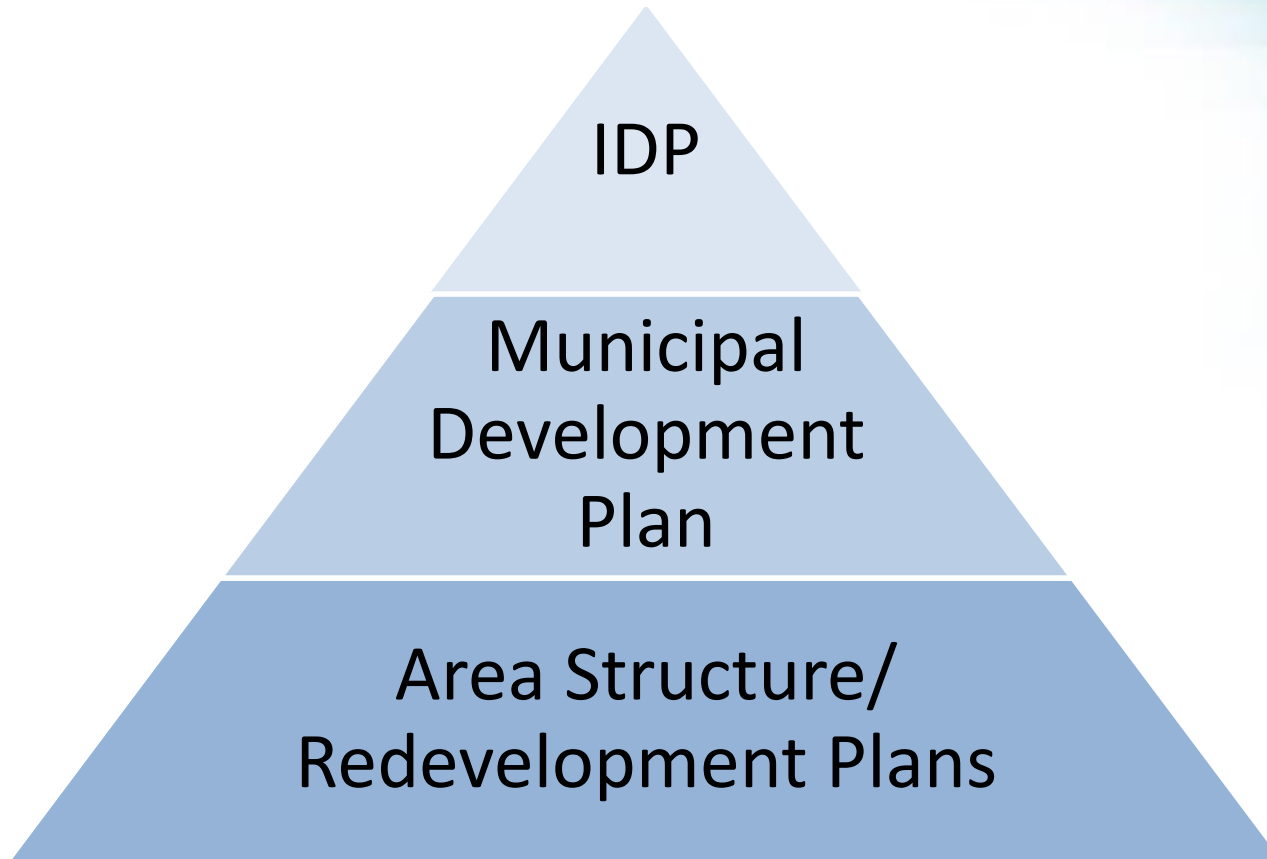 IDP
Municipal
Development
Plan
Area Structure/
Redevelopment Plans